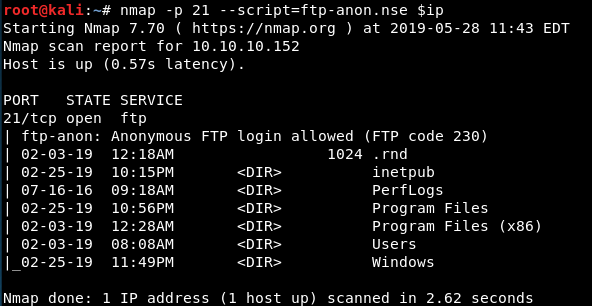 root@kali:~# nmap -p 21 --script=ftp-anon.nse $ip
Starting Nmap 7.70 ( https://nmap.org ) at 2019-05-28 11:43 EDT
Nmap scan report for 10.10.10.152
Host is up (0.57s latency).
PORT   STATE SERVICE
21/tcp open  ftp
| ftp-anon: Anonymous FTP login allowed (FTP code 230)
| 02-03-19  12:18AM                 1024 .rnd
| 02-25-19  10:15PM       <DIR>          inetpub
| 07-16-16  09:18AM       <DIR>          PerfLogs
| 02-25-19  10:56PM       <DIR>          Program Files
| 02-03-19  12:28AM       <DIR>          Program Files (x86)
| 02-03-19  08:08AM       <DIR>          Users
|_02-25-19  11:49PM       <DIR>          Windows
Nmap done: 1 IP address (1 host up) scanned in 2.62 seconds